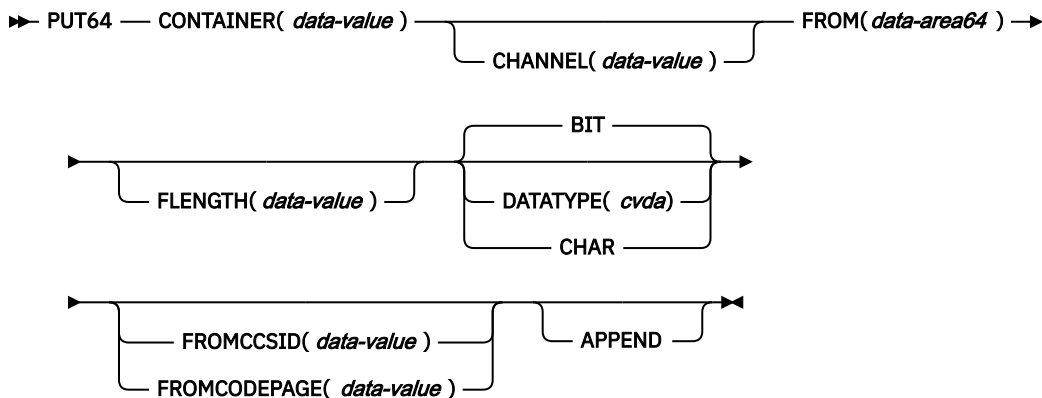 PUT64 CONTAINER( data-value ) FROM( data-area64 )
CHANNEL( data-value )
BIT
FLENGTH( data-value ) DATATYPE( cvda)
CHAR
FROMCCSID( data-value ) APPEND
FROMCODEPAGE( data-value )